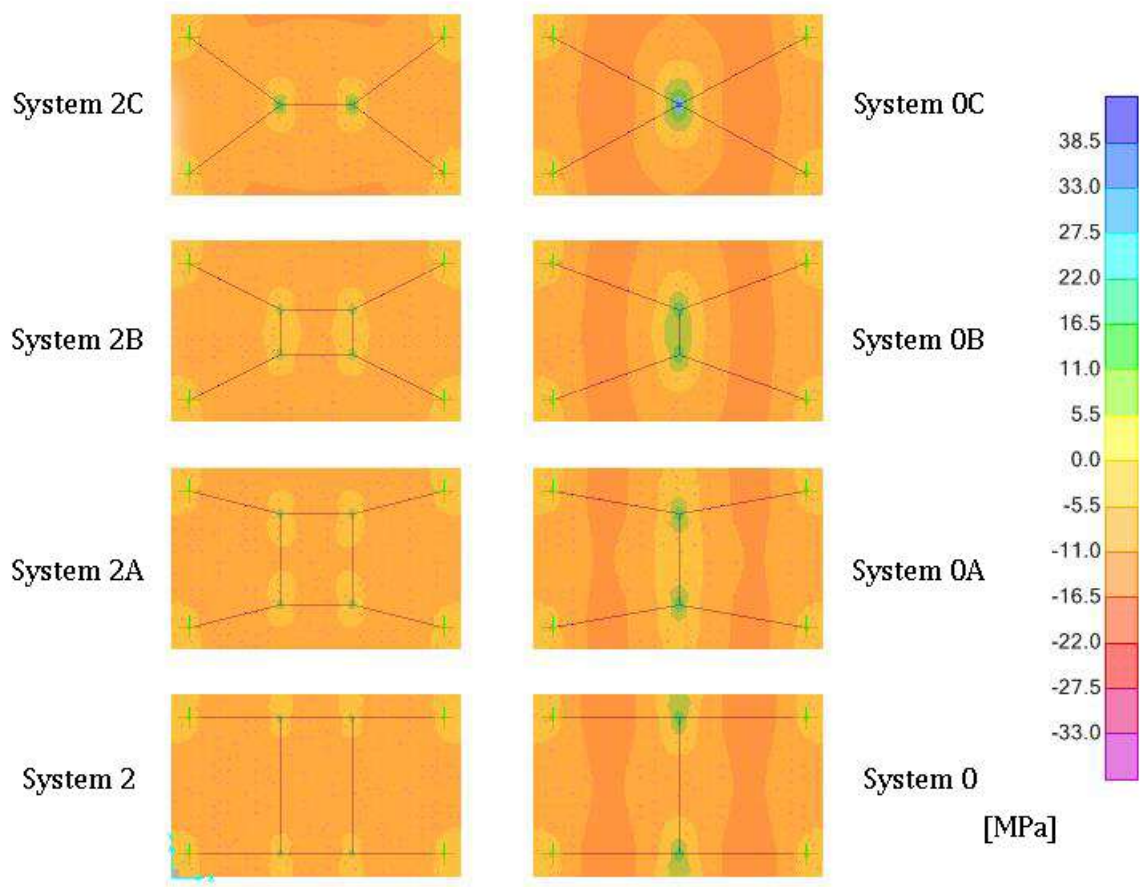 System 2C
System 0C
System 2B
System 0B
System 2A
System 0A
System 2
System 0
38.5
33.0
27.5
22.0
16.5
11.0
5.5
0.0
-5.5
-11.0
-16.5
-22.0
-27.5
-33.0
[MPa]